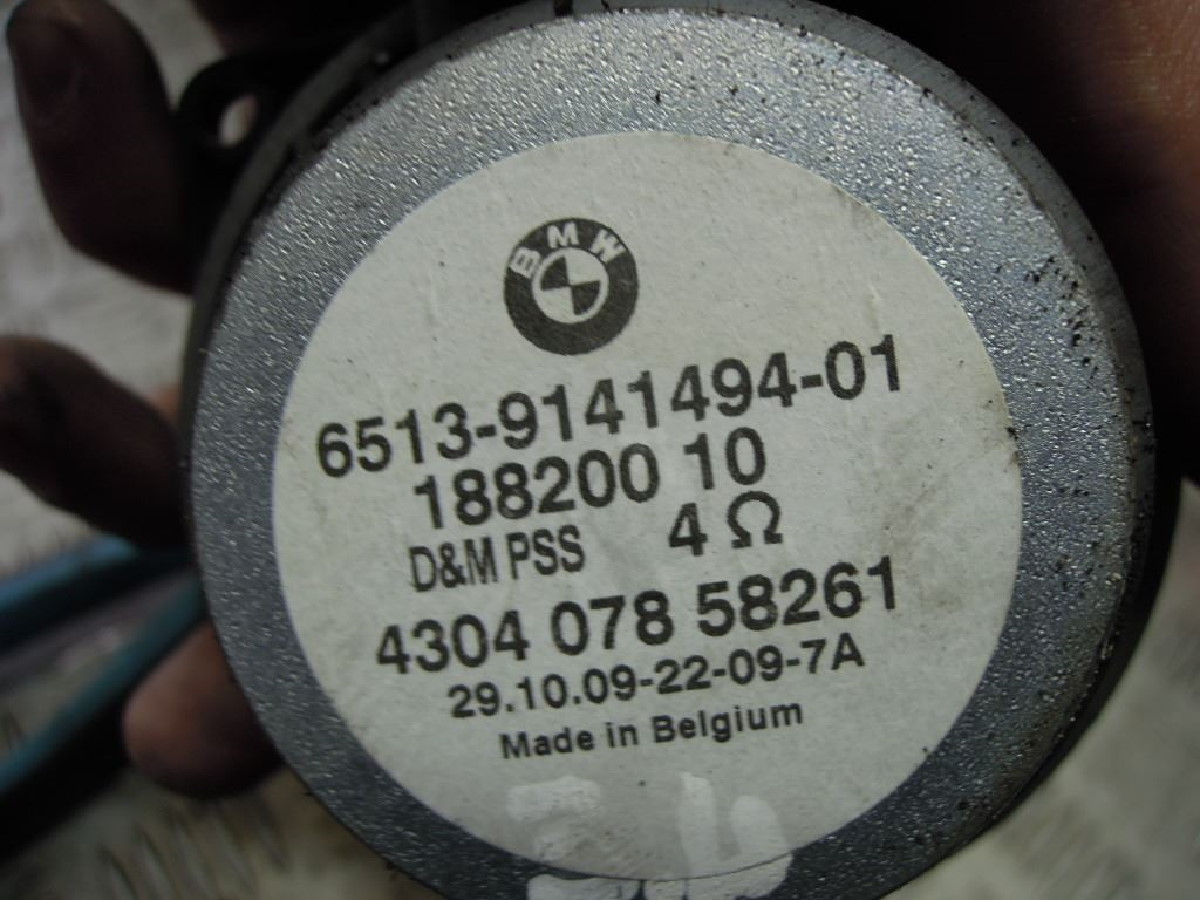 BMW
6513-9141494-01
188200 10
D&M PSS 4 Ω
4304 078 58261
29.10.09-22-09-7A
Made in Belgium